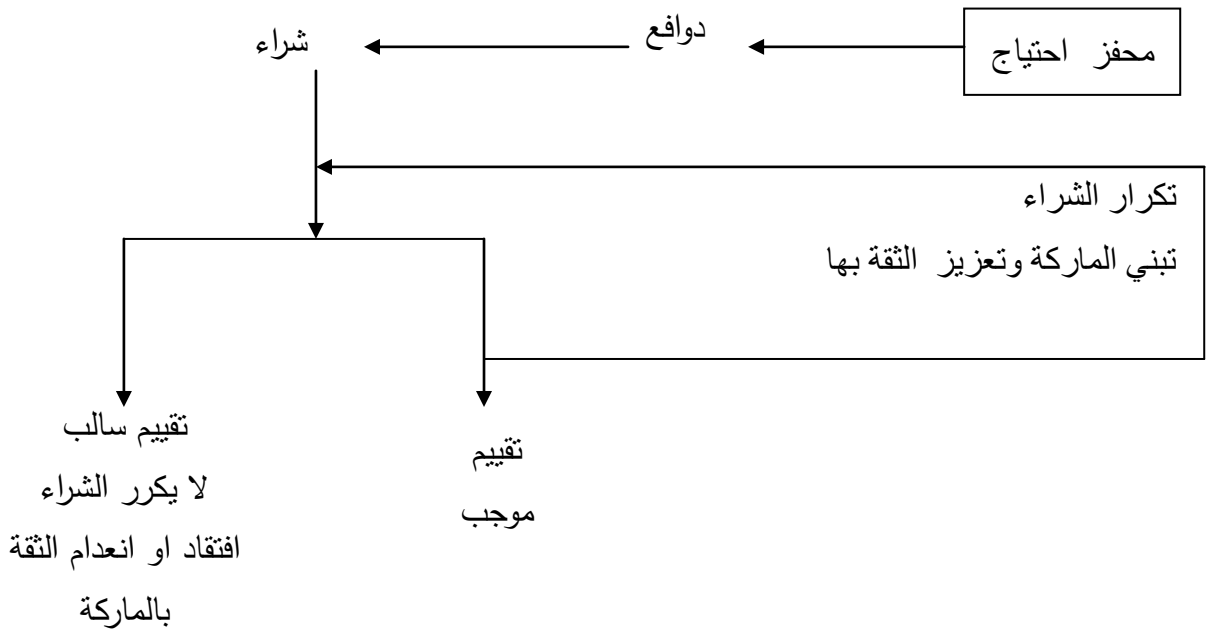 محفز احتياج
دوافع
شراء
تكرار الشراء
تبني الماركة وتعزيز الثقة بها
تقييم
موجب
تقييم سالب
لا يكرر الشراء
افتقاد او انعدام الثقة
بالماركة